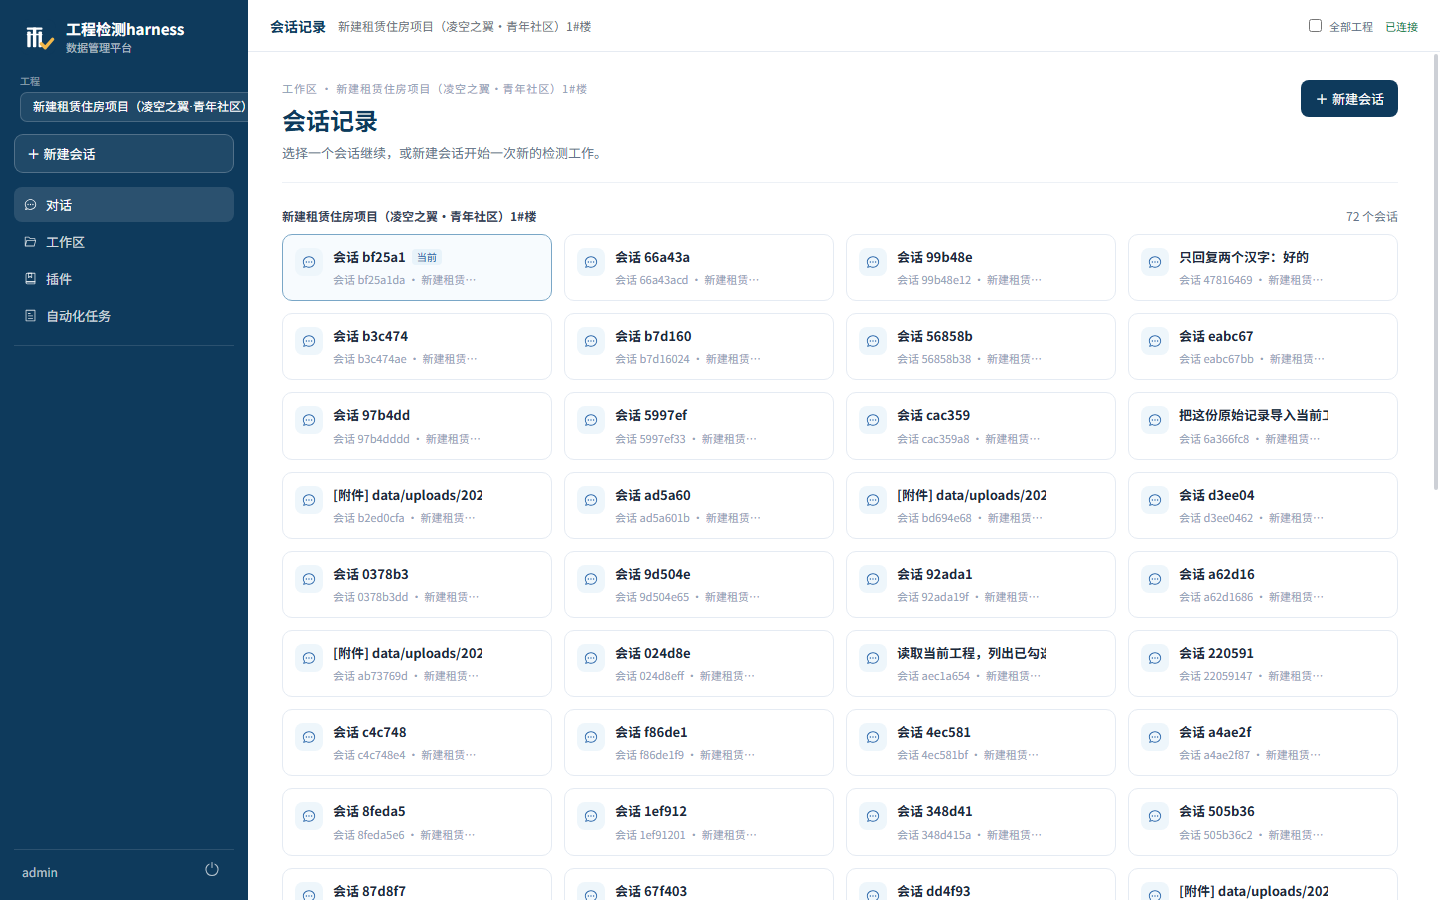 工程检测harness
数据管理平台
工程
新建租赁住房项目（凌空之翼·青年社区）
+ 新建会话
对话
工作区
插件
自动化任务
admin
会话记录 新建租赁住房项目（凌空之翼·青年社区）1#楼
全部工程 已连接
工作区 · 新建租赁住房项目（凌空之翼·青年社区）1#楼
会话记录
选择一个会话继续，或新建会话开始一次新的检测工作。
+ 新建会话
新建租赁住房项目（凌空之翼·青年社区）1#楼
72 个会话
会话 bf25a1 当前
会话 bf25a1da · 新建租赁···
会话 66a43a
会话 66a43acd · 新建租赁···
会话 99b48e
会话 99b48e12 · 新建租赁···
只回复两个汉字：好的
会话 47816469 · 新建租赁···
会话 b3c474
会话 b3c474ae · 新建租赁···
会话 b7d160
会话 b7d16024 · 新建租赁···
会话 56858b
会话 56858b38 · 新建租赁···
会话 eabc67
会话 eabc67bb · 新建租赁···
会话 97b4dd
会话 97b4dddd · 新建租赁···
会话 5997ef
会话 5997ef33 · 新建租赁···
会话 cac359
会话 cac359a8 · 新建租赁···
把这份原始记录导入当前
会话 6a366fc8 · 新建租赁···
[附件] data/uploads/202
会话 b2ed0cfa · 新建租赁···
会话 ad5a60
会话 ad5a601b · 新建租赁···
[附件] data/uploads/202
会话 bd694e68 · 新建租赁···
会话 d3ee04
会话 d3ee0462 · 新建租赁···
会话 0378b3
会话 0378b3dd · 新建租赁···
会话 9d504e
会话 9d504e65 · 新建租赁···
会话 92ada1
会话 92ada19f · 新建租赁···
会话 a62d16
会话 a62d1686 · 新建租赁···
[附件] data/uploads/202
会话 ab73769d · 新建租赁···
会话 024d8e
会话 024d8eff · 新建租赁···
读取当前工程，列出已勾
会话 aec1a654 · 新建租赁···
会话 220591
会话 22059147 · 新建租赁···
会话 c4c748
会话 c4c748e4 · 新建租赁···
会话 f86de1
会话 f86de1f9 · 新建租赁···
会话 4ec581
会话 4ec581bf · 新建租赁···
会话 a4ae2f
会话 a4ae2f87 · 新建租赁···
会话 8feda5
会话 8feda5e6 · 新建租赁···
会话 1ef912
会话 1ef91201 · 新建租赁···
会话 348d41
会话 348d415a · 新建租赁···
会话 505b36
会话 505b36c2 · 新建租赁···
会话 87d8f7
会话 67f403
会话 dd4f93
[附件] data/uploads/202